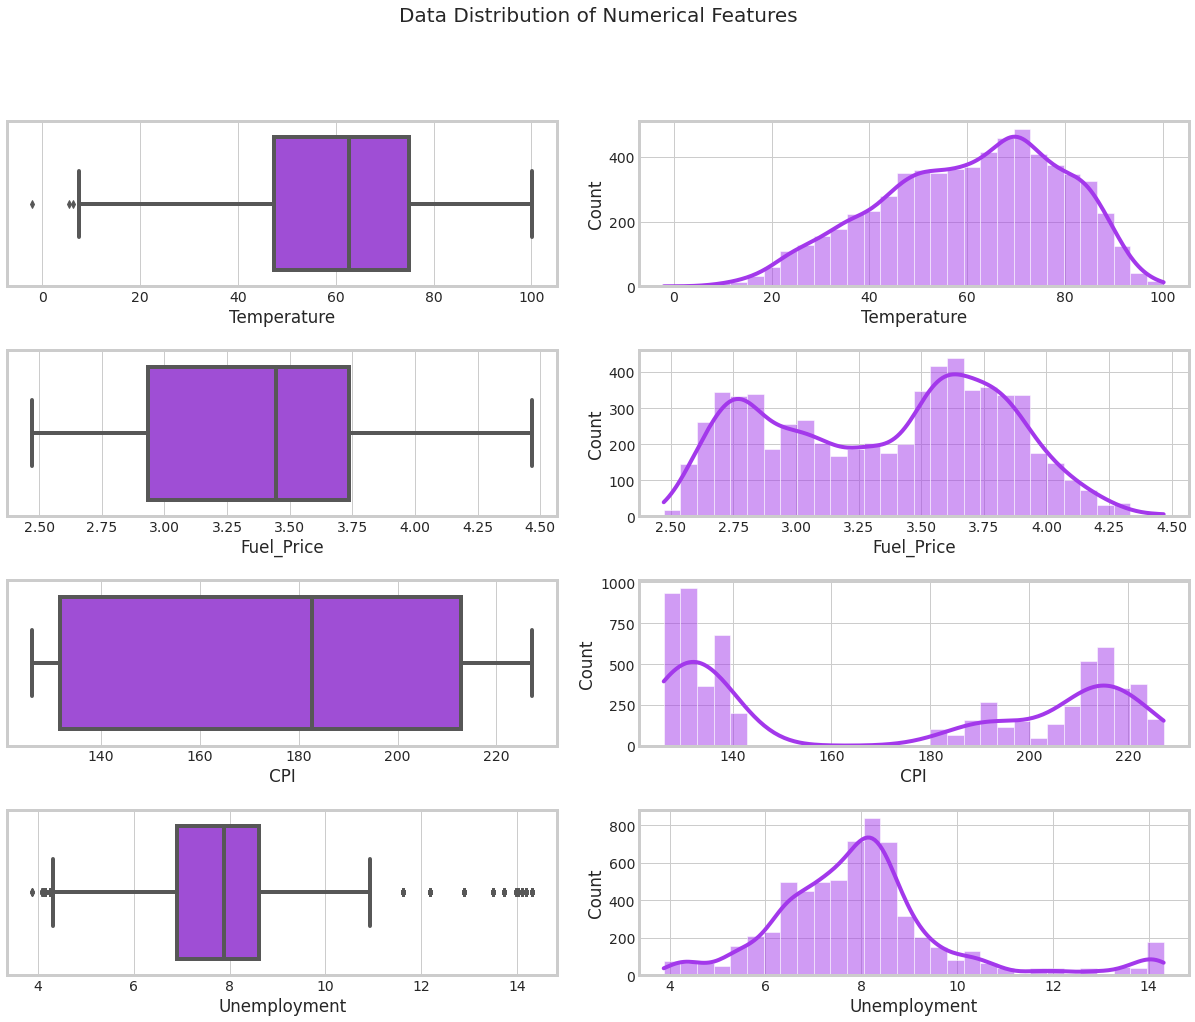 Data Distribution of Numerical Features
0 20 40 60 80 100
Temperature
400
200
0
Count
0 20 40 60 80 100
Temperature
2.50 2.75 3.00 3.25 3.50 3.75 4.00 4.25 4.50
Fuel_Price
400
300
200
100
0
Count
2.50 2.75 3.00 3.25 3.50 3.75 4.00 4.25 4.50
Fuel_Price
140 160 180 200 220
CPI
1000
750
500
250
0
Count
140 160 180 200 220
CPI
4 6 8 10 12 14
Unemployment
800
600
400
200
0
Count
4 6 8 10 12 14
Unemployment